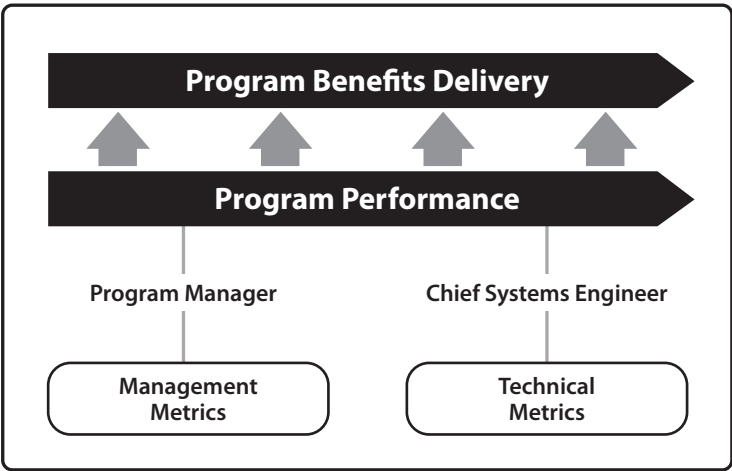 Program Benefits Delivery
Program Performance
Program Manager
Chief Systems Engineer
Management
Metrics
Technical
Metrics